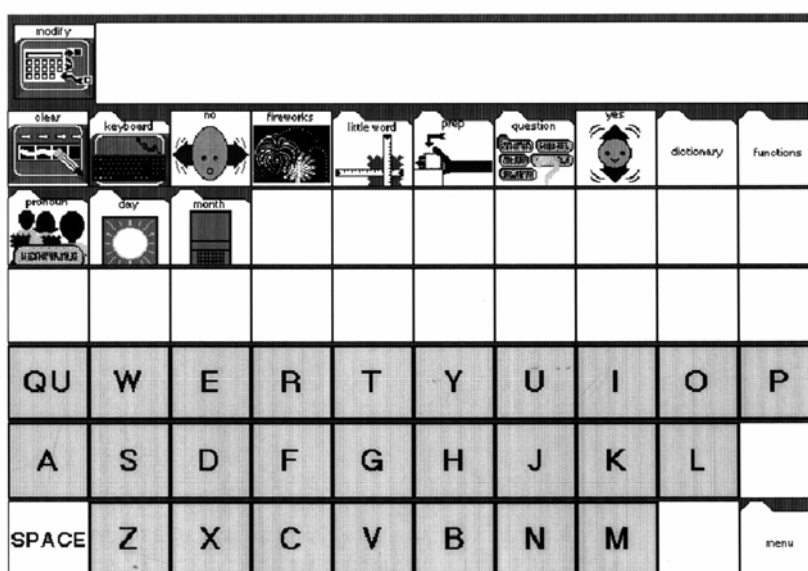 modify
clear keyboard no fireworks little word prep question yes dictionary functions
pronoun day month
QU W E R T Y U I O P
A S D F G H J K L
SPACE Z X C V B N M menu